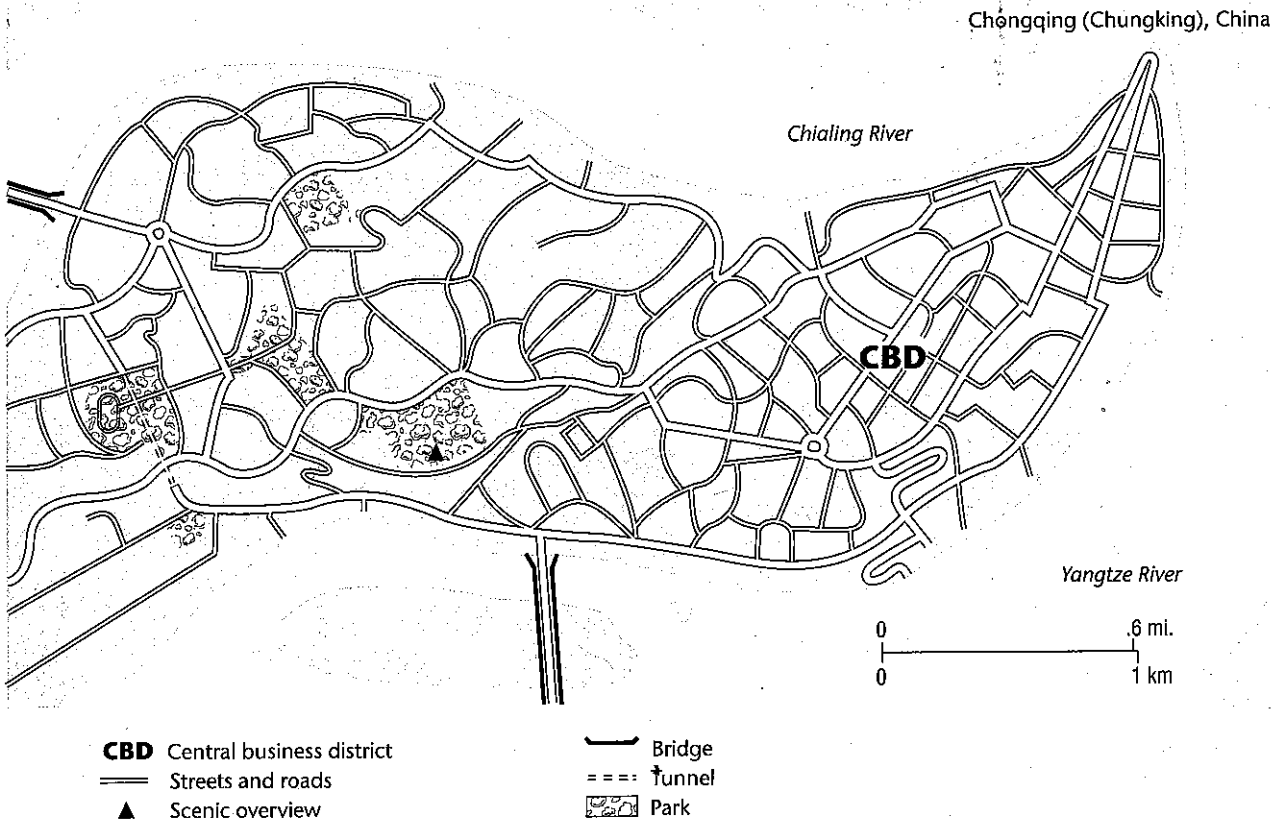 Chongqing (Chungking), China
Chialing River
CBD
Yangtze River
0 .6 mi.
0 1 km
CBD Central business district
Streets and roads
Scenic overview
Bridge
Tunnel
Park